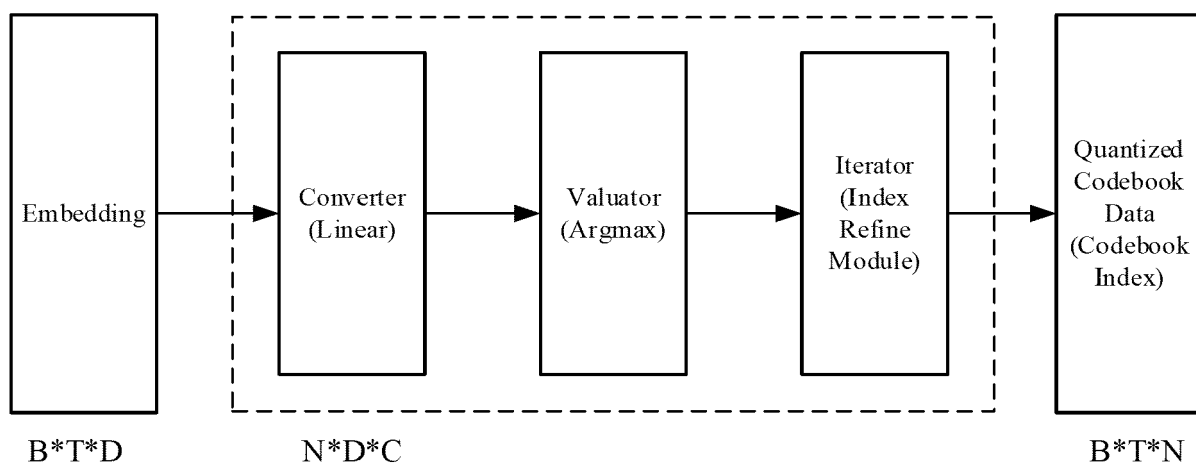 Embedding
Converter
(Linear)
Valuator
(Argmax)
Iterator
(Index
Refine
Module)
Quantized
Codebook
Data
(Codebook
Index)
B*T*D
N*D*C
B*T*N